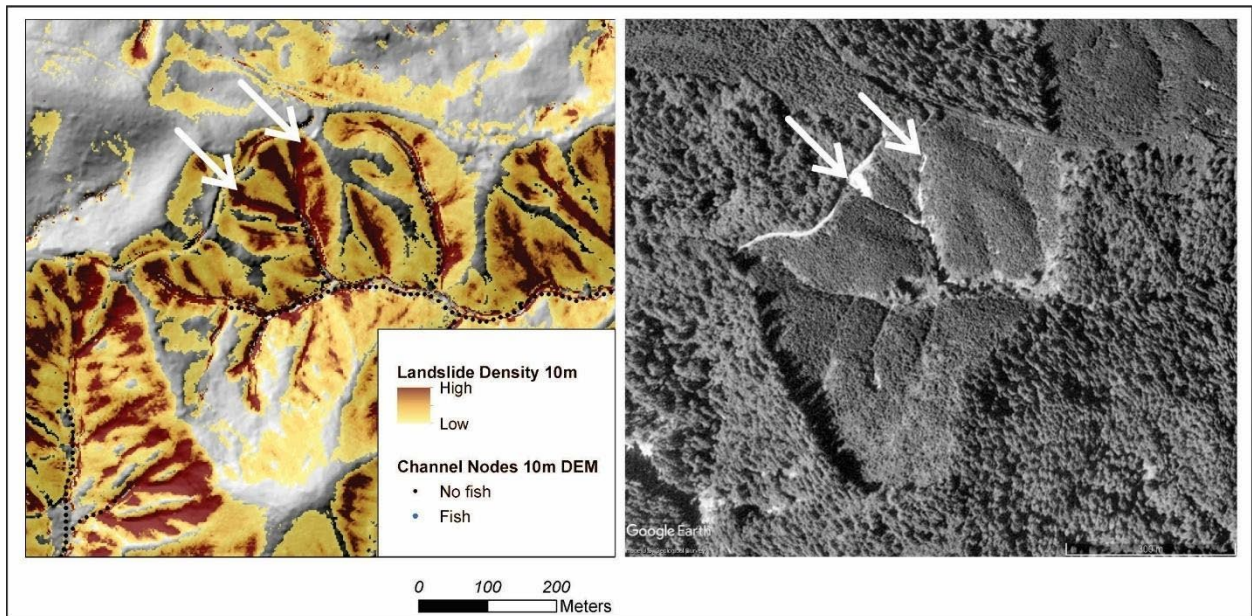 Landslide Density 10m
High
Low
Channel Nodes 10m DEM
No fish
Fish
0 100 200
Meters
Google Earth